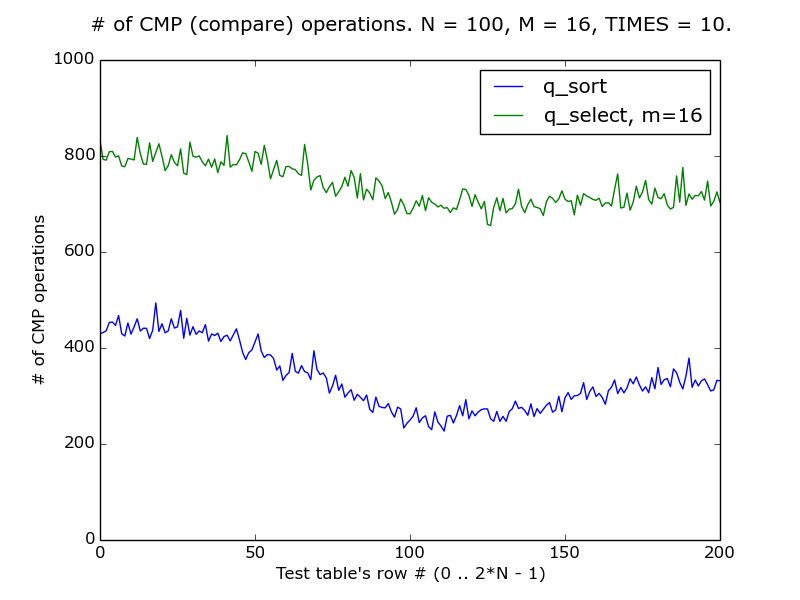 # of CMP (compare) operations. N = 100, M = 16, TIMES = 10.
q_sort
q_select, m=16
# of CMP operations
1000
800
600
400
200
0
0 50 100 150 200
Test table's row # (0 .. 2*N - 1)